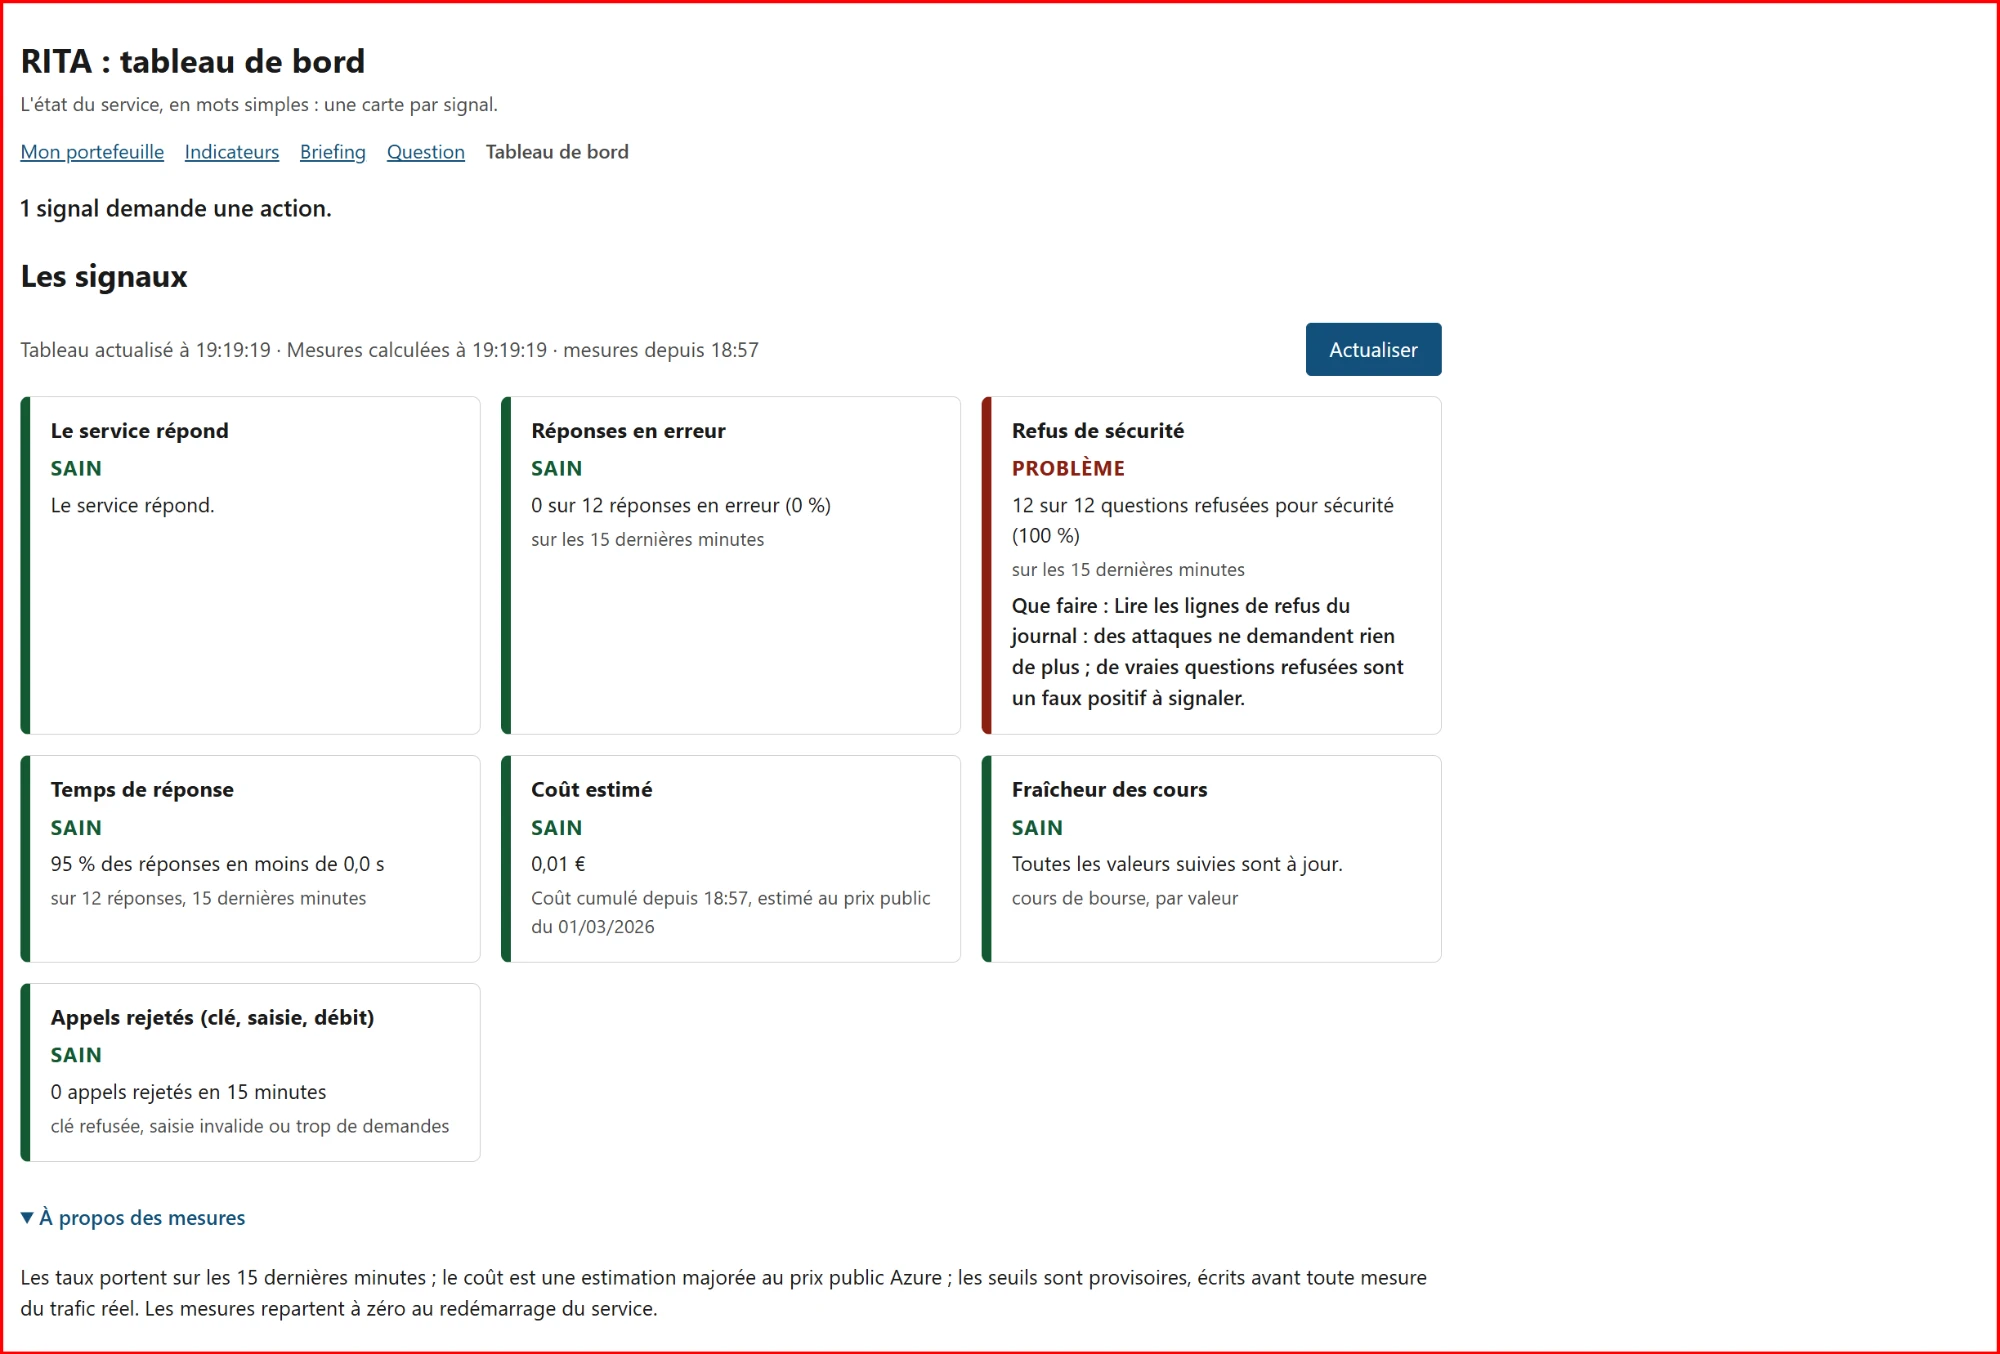 RITA : tableau de bord
L'état du service, en mots simples : une carte par signal.
Mon portefeuille Indicateurs Briefing Question Tableau de bord
1 signal demande une action.
Les signaux
Tableau actualisé à 19:19:19 · Mesures calculées à 19:19:19 · mesures depuis 18:57
Actualiser
Le service répond
SAIN
Le service répond.
Réponses en erreur
SAIN
0 sur 12 réponses en erreur (0 %)
sur les 15 dernières minutes
Refus de sécurité
PROBLÈME
12 sur 12 questions refusées pour sécurité
(100 %)
sur les 15 dernières minutes
Que faire : Lire les lignes de refus du
journal : des attaques ne demandent rien
de plus ; de vraies questions refusées sont
un faux positif à signaler.
Temps de réponse
SAIN
95 % des réponses en moins de 0,0 s
sur 12 réponses, 15 dernières minutes
Coût estimé
SAIN
0,01 €
Coût cumulé depuis 18:57, estimé au prix public
du 01/03/2026
Fraîcheur des cours
SAIN
Toutes les valeurs suivies sont à jour.
cours de bourse, par valeur
Appels rejetés (clé, saisie, débit)
SAIN
0 appels rejetés en 15 minutes
clé refusée, saisie invalide ou trop de demandes
▼ À propos des mesures
Les taux portent sur les 15 dernières minutes ; le coût est une estimation majorée au prix public Azure ; les seuils sont provisoires, écrits avant toute mesure
du trafic réel. Les mesures repartent à zéro au redémarrage du service.